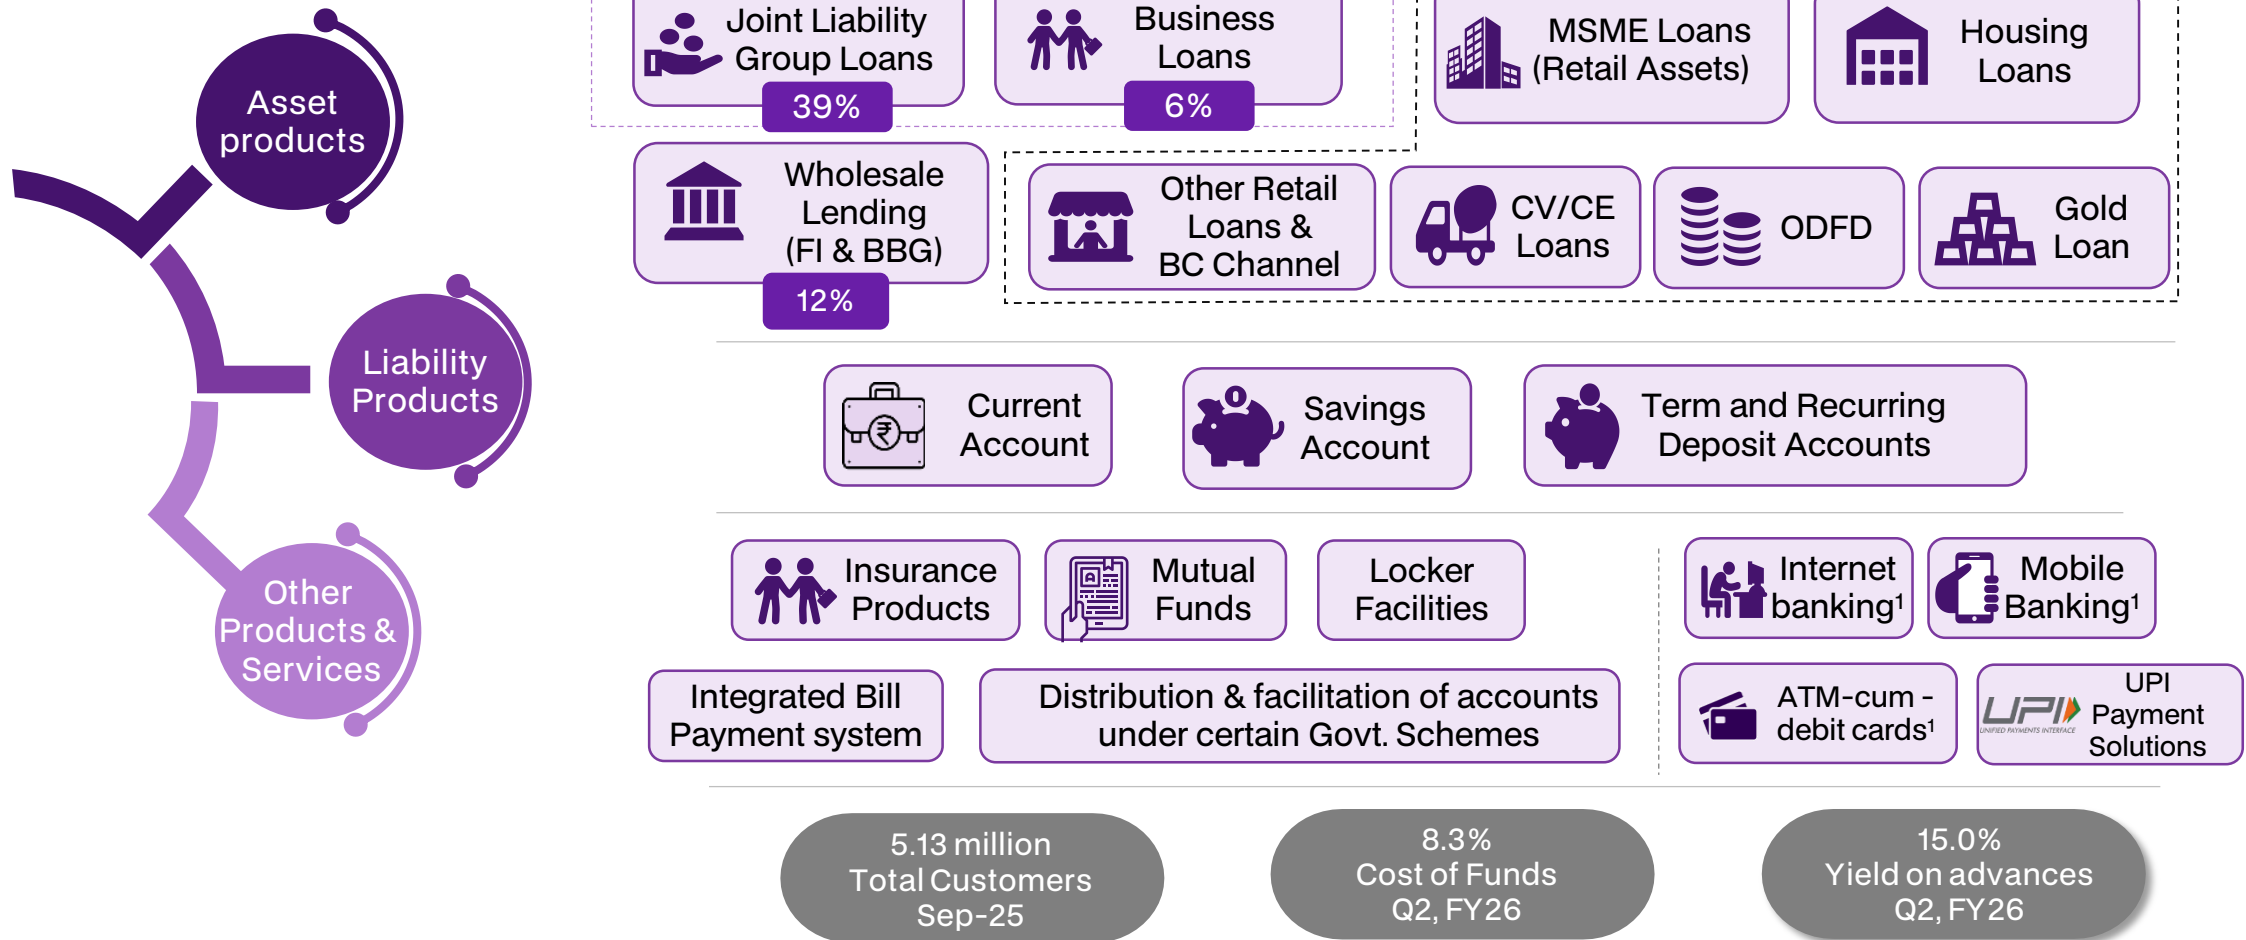 Asset
products
Joint Liability
Group Loans
39%
Business
Loans
6%
MSME Loans
(Retail Assets)
Housing
Loans
Wholesale
Lending
(FI & BBG)
12%
Other Retail
Loans &
BC Channel
CV/CE
Loans
ODFD
Gold
Loan
Liability
Products
Current
Account
Savings
Account
Term and Recurring
Deposit Accounts
Other
Products &
Services
Insurance
Products
Mutual
Funds
Locker
Facilities
Internet
banking¹
Mobile
Banking¹
Integrated Bill
Payment system
Distribution & facilitation of accounts
under certain Govt. Schemes
ATM-cum -
debit cards¹
UPI
UNIFIED PAYMENTS INTERFACE
UPI
Payment
Solutions
5.13 million
Total Customers
Sep-25
8.3%
Cost of Funds
Q2, FY26
15.0%
Yield on advances
Q2, FY26